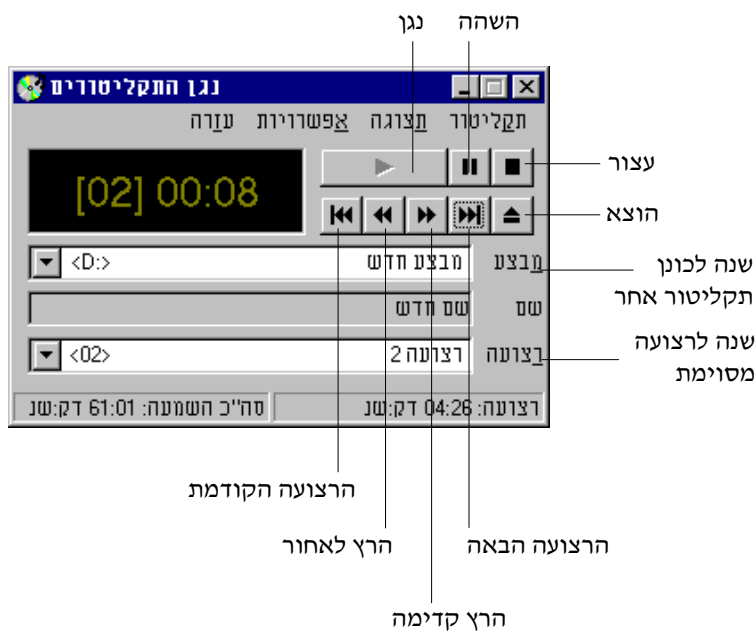 השהה
נגן
נגן התקליטורים
תקליטור תצוגה אפשרויות עזרה
[02] 00:08
עצור
הוצא
מבצע
מבצע חדש <D:>
שנה לכונן
תקליטור אחר
שם
שם חדש
רצועה
רצועה 2 <02>
שנה לרצועה
מסוימת
רצועה: 04:26 דק:שנ
סה''כ השמעה: 61:01 דק:שנ
הרצועה הקודמת
הרצועה הבאה
הרץ לאחור
הרץ קדימה